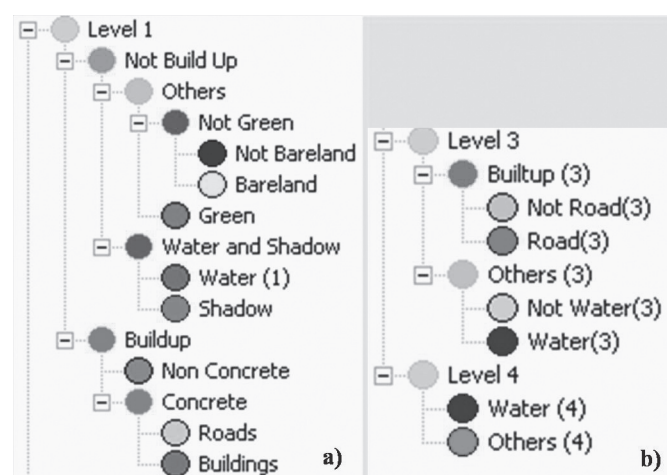 Level 1
Not Build Up
Others
Not Green
Not Bareland
Bareland
Green
Water and Shadow
Water (1)
Shadow
Buildup
Non Concrete
Concrete
Roads
Buildings
a)
Level 3
Builtup (3)
Not Road(3)
Road(3)
Others (3)
Not Water(3)
Water(3)
Level 4
Water (4)
Others (4)
b)